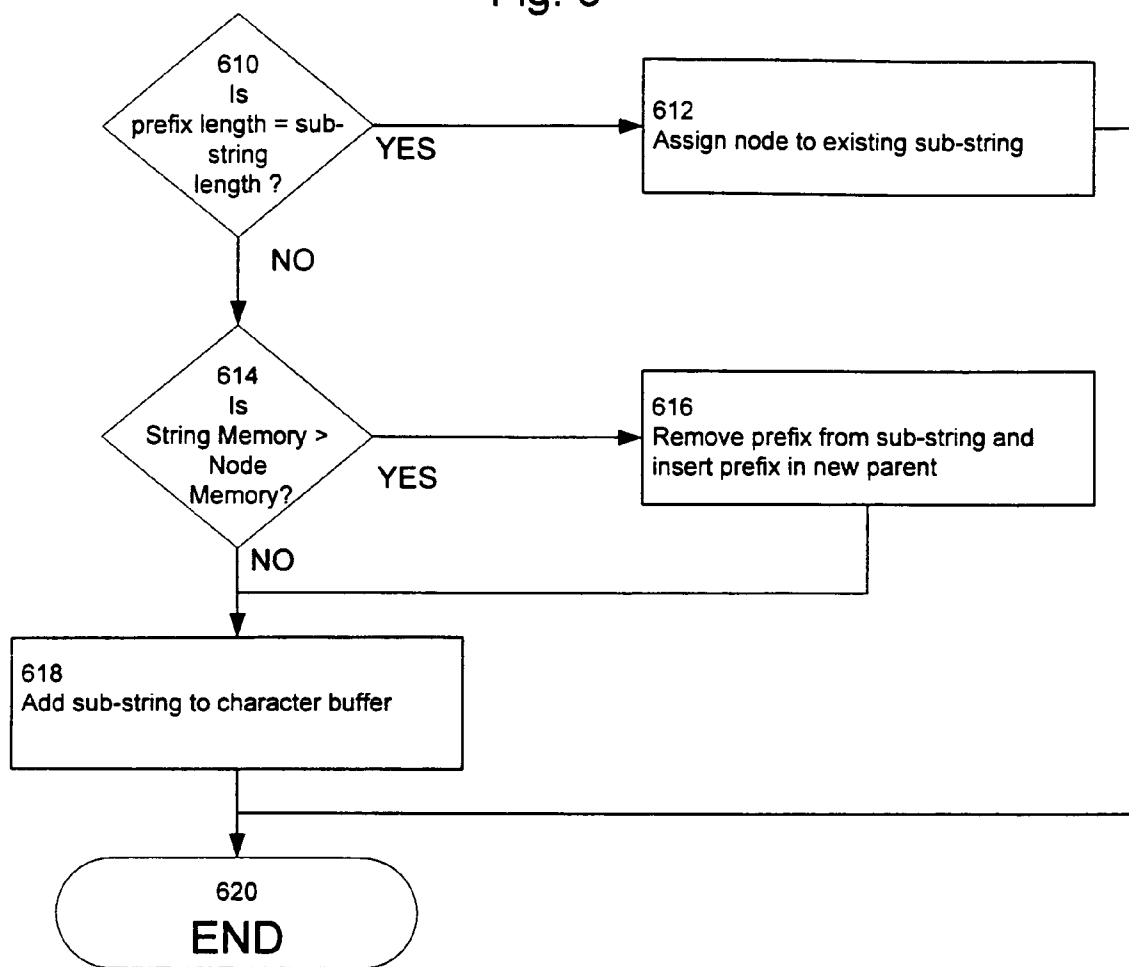 610
Is
prefix length = sub-
string
length ?
YES
612
Assign node to existing sub-string
NO
614
Is
String Memory >
Node
Memory?
YES
616
Remove prefix from sub-string and
insert prefix in new parent
NO
618
Add sub-string to character buffer
620
END